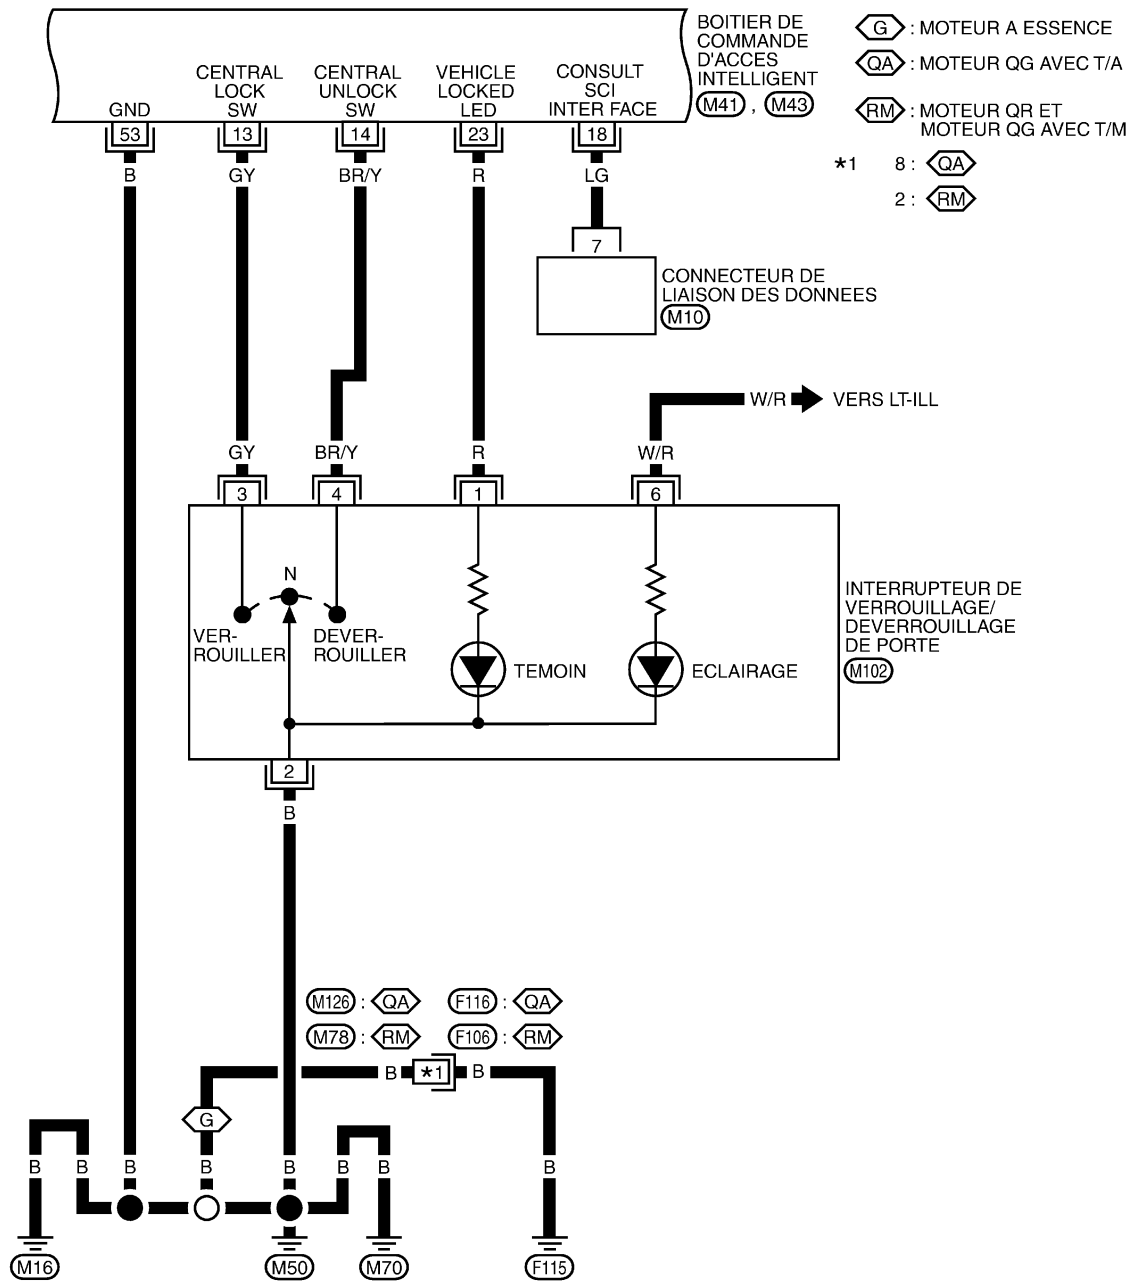 BOITIER DE
COMMANDE
D'ACCES
INTELLIGENT
M41 , M43
G : MOTEUR A ESSENCE
QA : MOTEUR QG AVEC T/A
RM : MOTEUR QR ET
MOTEUR QG AVEC T/M
*1 8 : QA
2 : RM
GND
CENTRAL
LOCK
SW
CENTRAL
UNLOCK
SW
VEHICLE
LOCKED
LED
CONSULT
SCI
INTER FACE
53 13 14 23 18
B GY BR/Y R LG
7
CONNECTEUR DE
LIAISON DES DONNEES
M10
W/R VERS LT-ILL
GY BR/Y R W/R
3 4 1 6
N
VER-
ROUILLER
DEVER-
ROUILLER
TEMOIN
ECLAIRAGE
INTERRUPTEUR DE
VERROUILLAGE/
DEVERROUILLAGE
DE PORTE
M102
2
B
M126 : QA F116 : QA
M78 : RM F106 : RM
B *1 B
G
B B B B B B B B
M16 M50 M70 F115